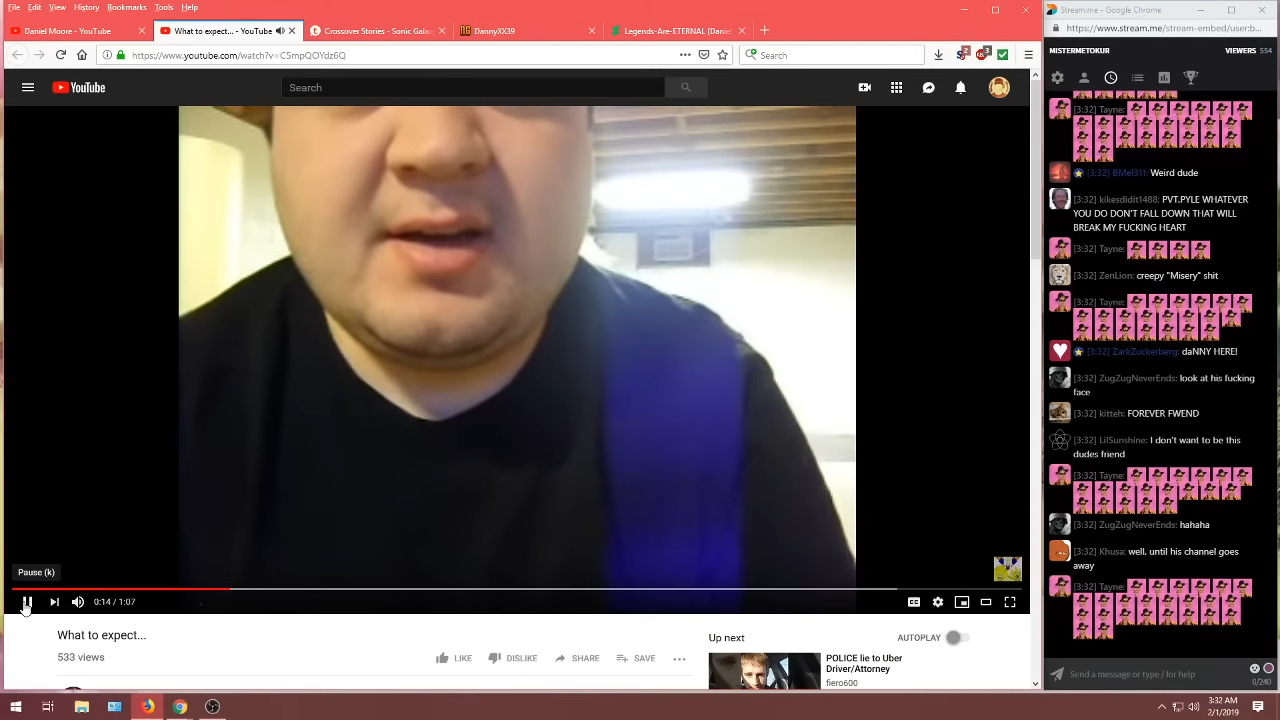 File Edit View History Bookmarks Tools Help
Stream.me - Google Chrome
Daniel Moore - YouTube
What to expect... - YouTube
Crossover Stories - Sonic Gala
DannyXX39
Legends-Are-ETERNAL (Daniel
https://www.youtube.com/watch?v=C5mpQOYdz6Q
Search
https://www.stream.me/stream-embed/userb
MISTERMETOKUR
VIEWERS 554
YouTube
Search
[3:32] Tayne:
[3:32] BMel311: Weird dude
[3:32] kikesdidit1488: PVT.PYLE WHATEVER
YOU DO DON'T FALL DOWN THAT WILL
BREAK MY FUCKING HEART
[3:32] Tayne:
[3:32] ZenLion: creepy "Misery" shit
[3:32] Tayne:
[3:32] ZarkZuckerberg: daNNY HERE!
[3:32] ZugZugNeverEnds: look at his fucking
face
[3:32] kitteh: FOREVER FWEND
[3:32] LilSunshine: I don't want to be this
dudes friend
[3:32] Tayne:
[3:32] ZugZugNeverEnds: hahaha
[3:32] Khusa: well, until his channel goes
away
[3:32] Tayne:
Pause (k)
0:14 / 1:07
CC
What to expect...
533 views
LIKE
DISLIKE
SHARE
SAVE
Up next
AUTOPLAY
POLICE lie to Uber
Driver/Attorney
fiero600
Send a message or type / for help
0/240
3:32 AM
2/1/2019